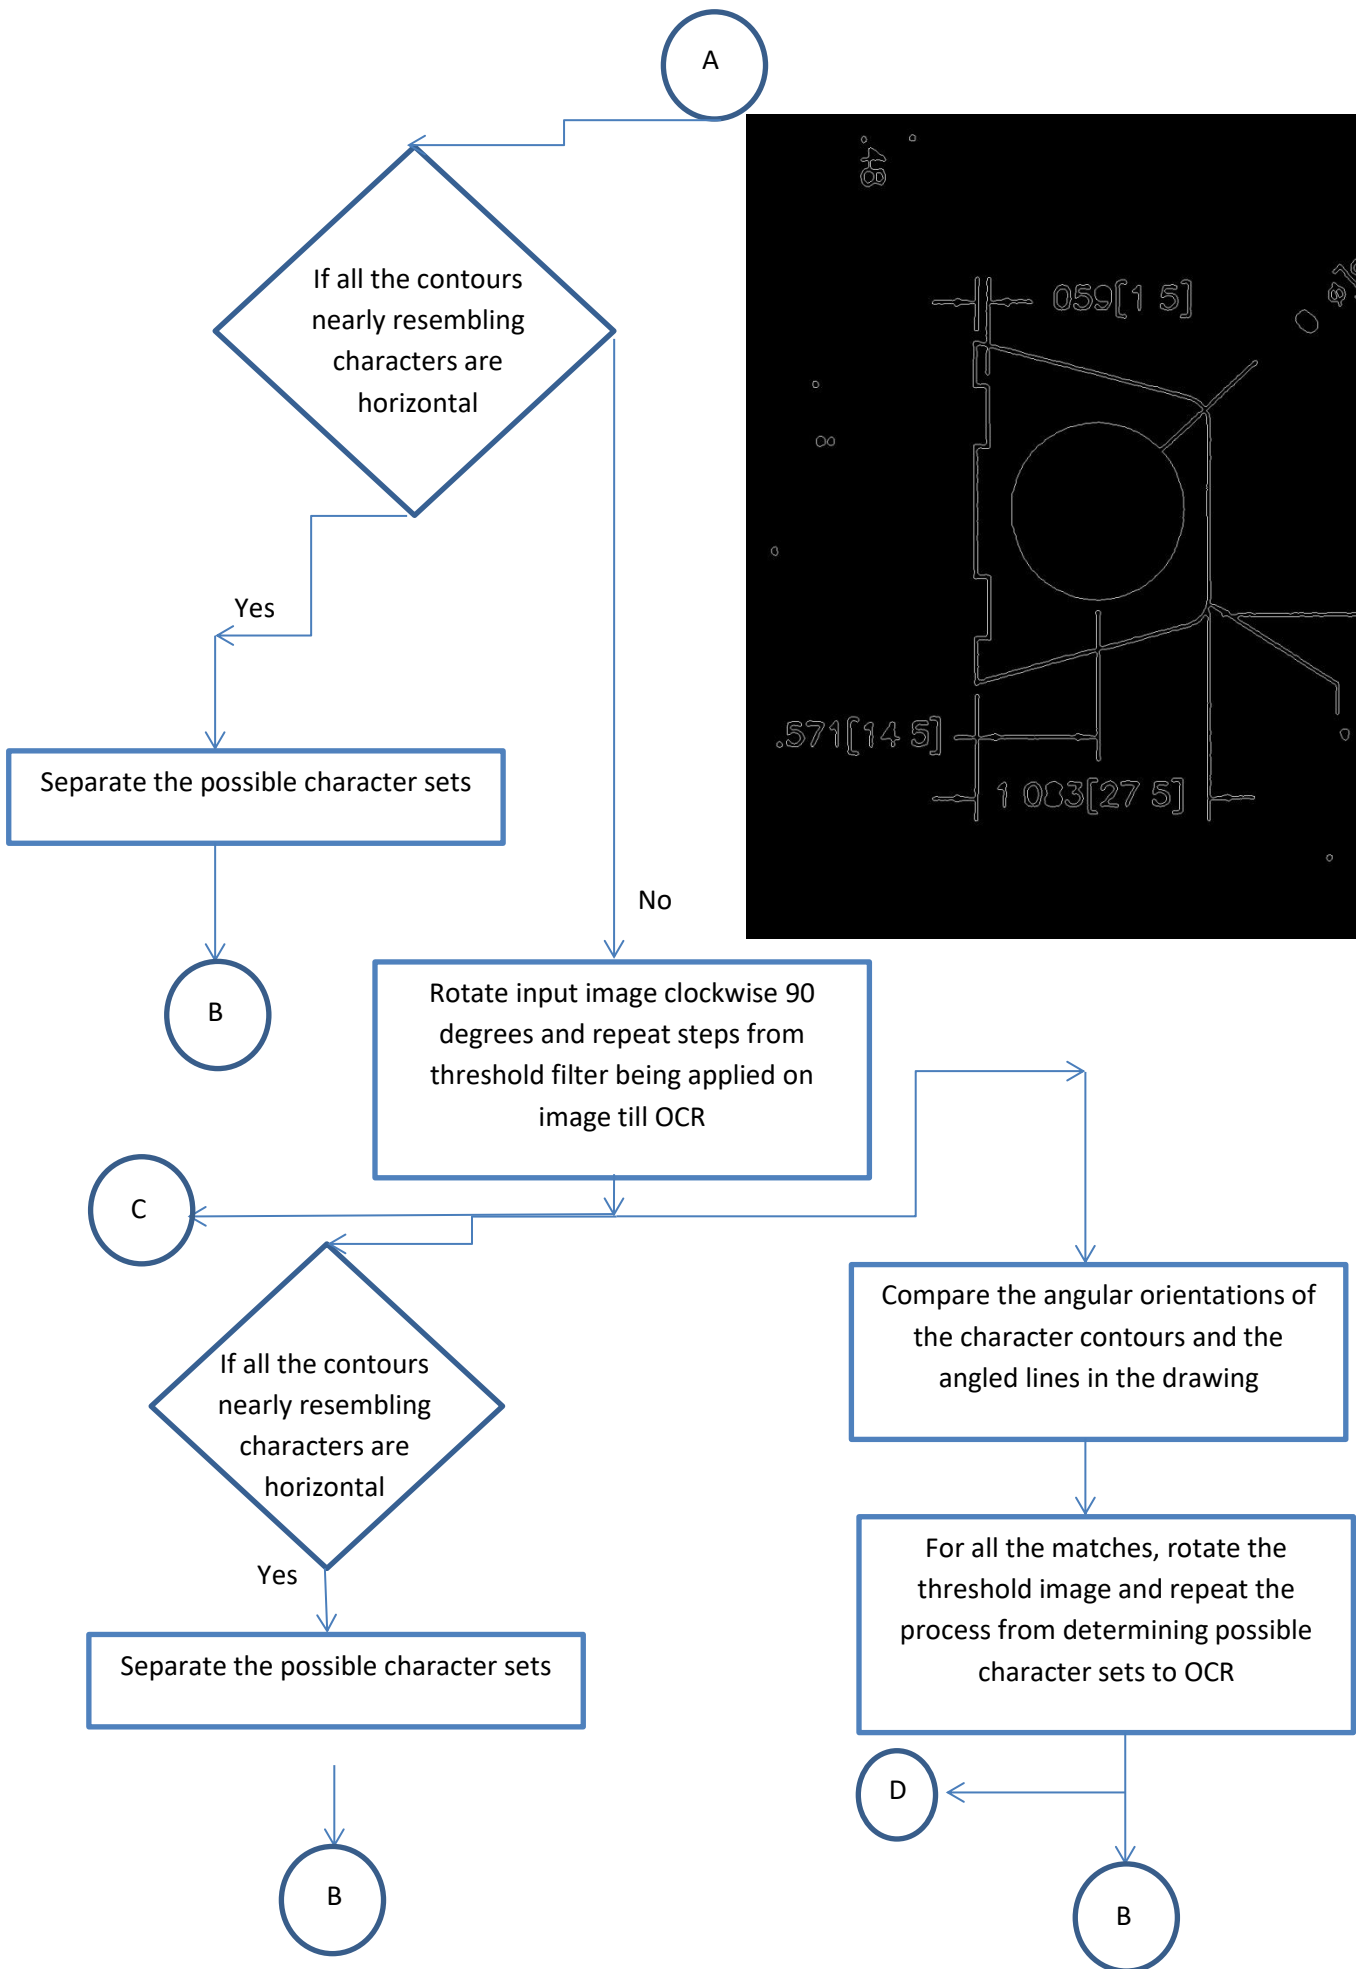 A
If all the contours
nearly resembling
characters are
horizontal
059[1 5]
Yes
.571[14 5]
1 083[27 5]
Separate the possible character sets
No
B
Rotate input image clockwise 90
degrees and repeat steps from
threshold filter being applied on
image till OCR
C
Compare the angular orientations of
the character contours and the
angled lines in the drawing
If all the contours
nearly resembling
characters are
horizontal
Yes
For all the matches, rotate the
threshold image and repeat the
process from determining possible
character sets to OCR
Separate the possible character sets
D
B
B